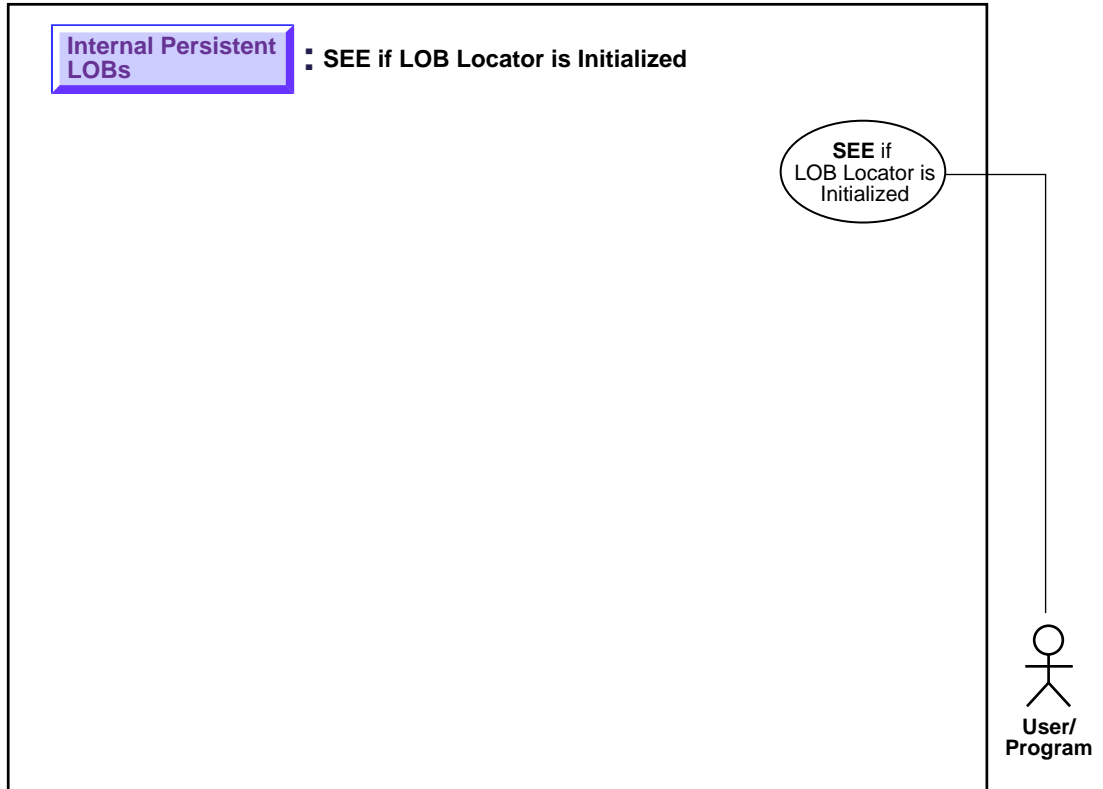 Internal Persistent
LOBs
: SEE if LOB Locator is Initialized
SEE if
LOB Locator is
Initialized
User/
Program